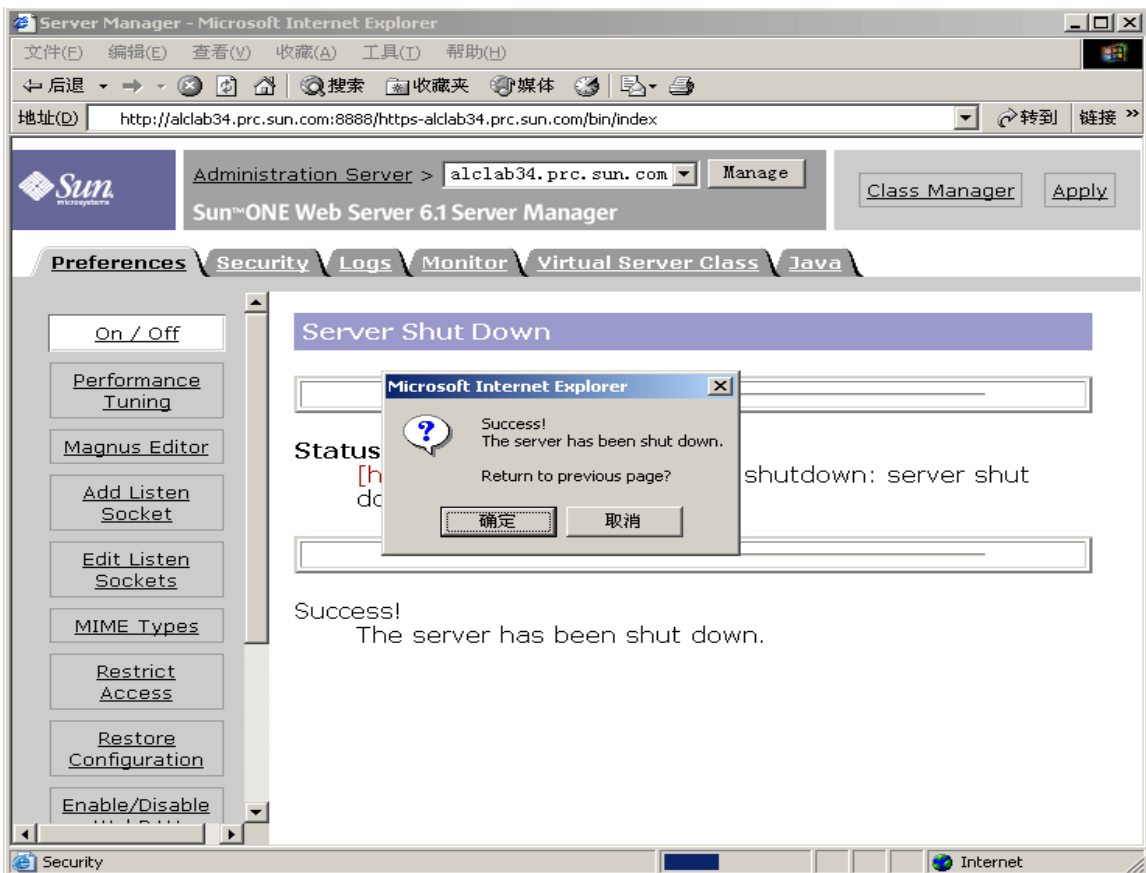 Server Manager - Microsoft Internet Explorer
文件(F) 编辑(E) 查看(V) 收藏(A) 工具(T) 帮助(H)
后退 搜索 收藏夹 媒体
地址(D) http://alclab34.prc.sun.com:8888/https-alclab34.prc.sun.com/bin/index 转到 链接 »
Sun
microsystems
Administration Server > alclab34.prc.sun.com Manage
Sun™ONE Web Server 6.1 Server Manager
Class Manager Apply
Preferences Security Logs Monitor Virtual Server Class Java
On / Off
Performance
Tuning
Magnus Editor
Add Listen
Socket
Edit Listen
Sockets
MIME Types
Restrict
Access
Restore
Configuration
Enable/Disable
Server Shut Down
Status
[h shutdown: server shut
do
Microsoft Internet Explorer
Success!
The server has been shut down.
Return to previous page?
确定 取消
Success!
The server has been shut down.
Security Internet